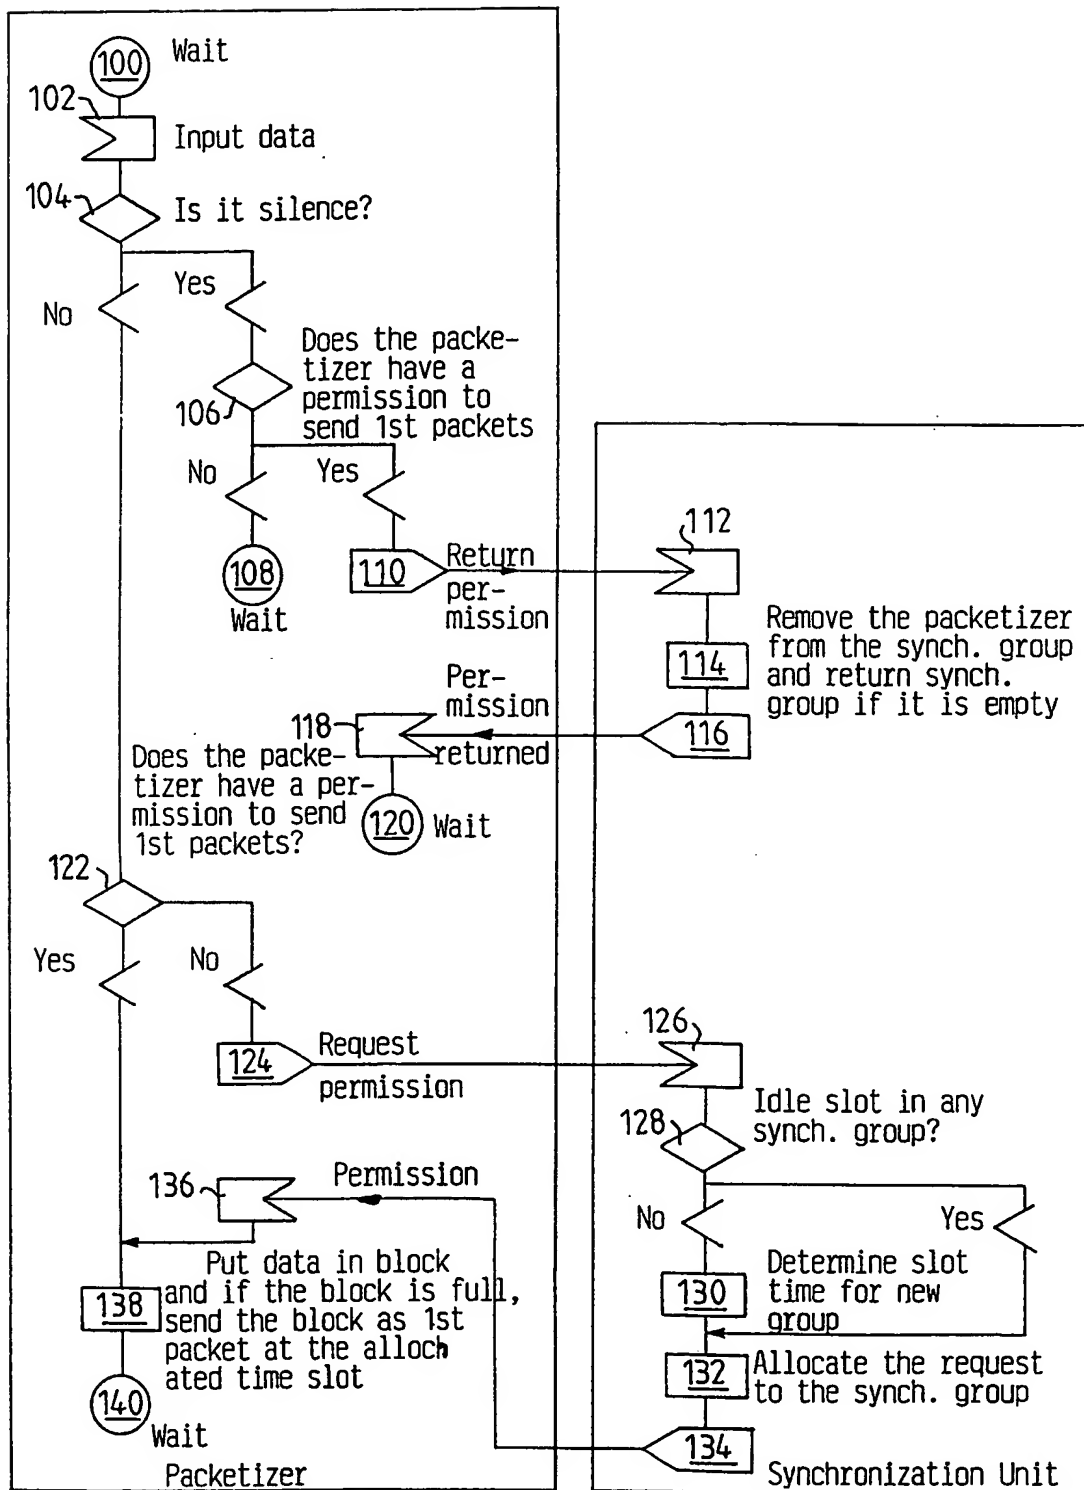 100
Wait
102
Input data
104
Is it silence?
No
Yes
Does the packe-
tizer have a
permission to
send 1st packets
106
No
Yes
108
Wait
110
Return
per-
mission
112
114
Remove the packetizer
from the synch. group
and return synch.
group if it is empty
116
Per-
mission
returned
118
Does the packe-
tizer have a per-
mission to send
1st packets?
120
Wait
122
Yes
No
124
Request
permission
126
Idle slot in any
synch. group?
128
No
Yes
130
Determine slot
time for new
group
132
Allocate the request
to the synch. group
134
Permission
136
Put data in block
and if the block is full,
send the block as 1st
packet at the alloch
ated time slot
138
140
Wait
Packetizer
Synchronization Unit